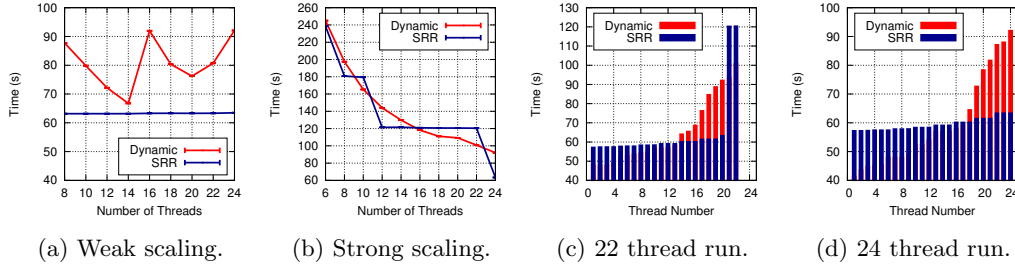 100
90
80
70
60
50
40
Time (s)
8 10 12 14 16 18 20 22 24
Number of Threads
Dynamic
SRR
(a) Weak scaling.
260
240
220
200
180
160
140
120
100
80
60
Time (s)
6 8 10 12 14 16 18 20 22 24
Number of Threads
Dynamic
SRR
(b) Strong scaling.
130
120
110
100
90
80
70
60
50
40
Time(s)
0 4 8 12 16 20 24
Thread Number
Dynamic
SRR
(c) 22 thread run.
100
90
80
70
60
50
40
Time (s)
0 4 8 12 16 20 24
Thread Number
Dynamic
SRR
(d) 24 thread run.